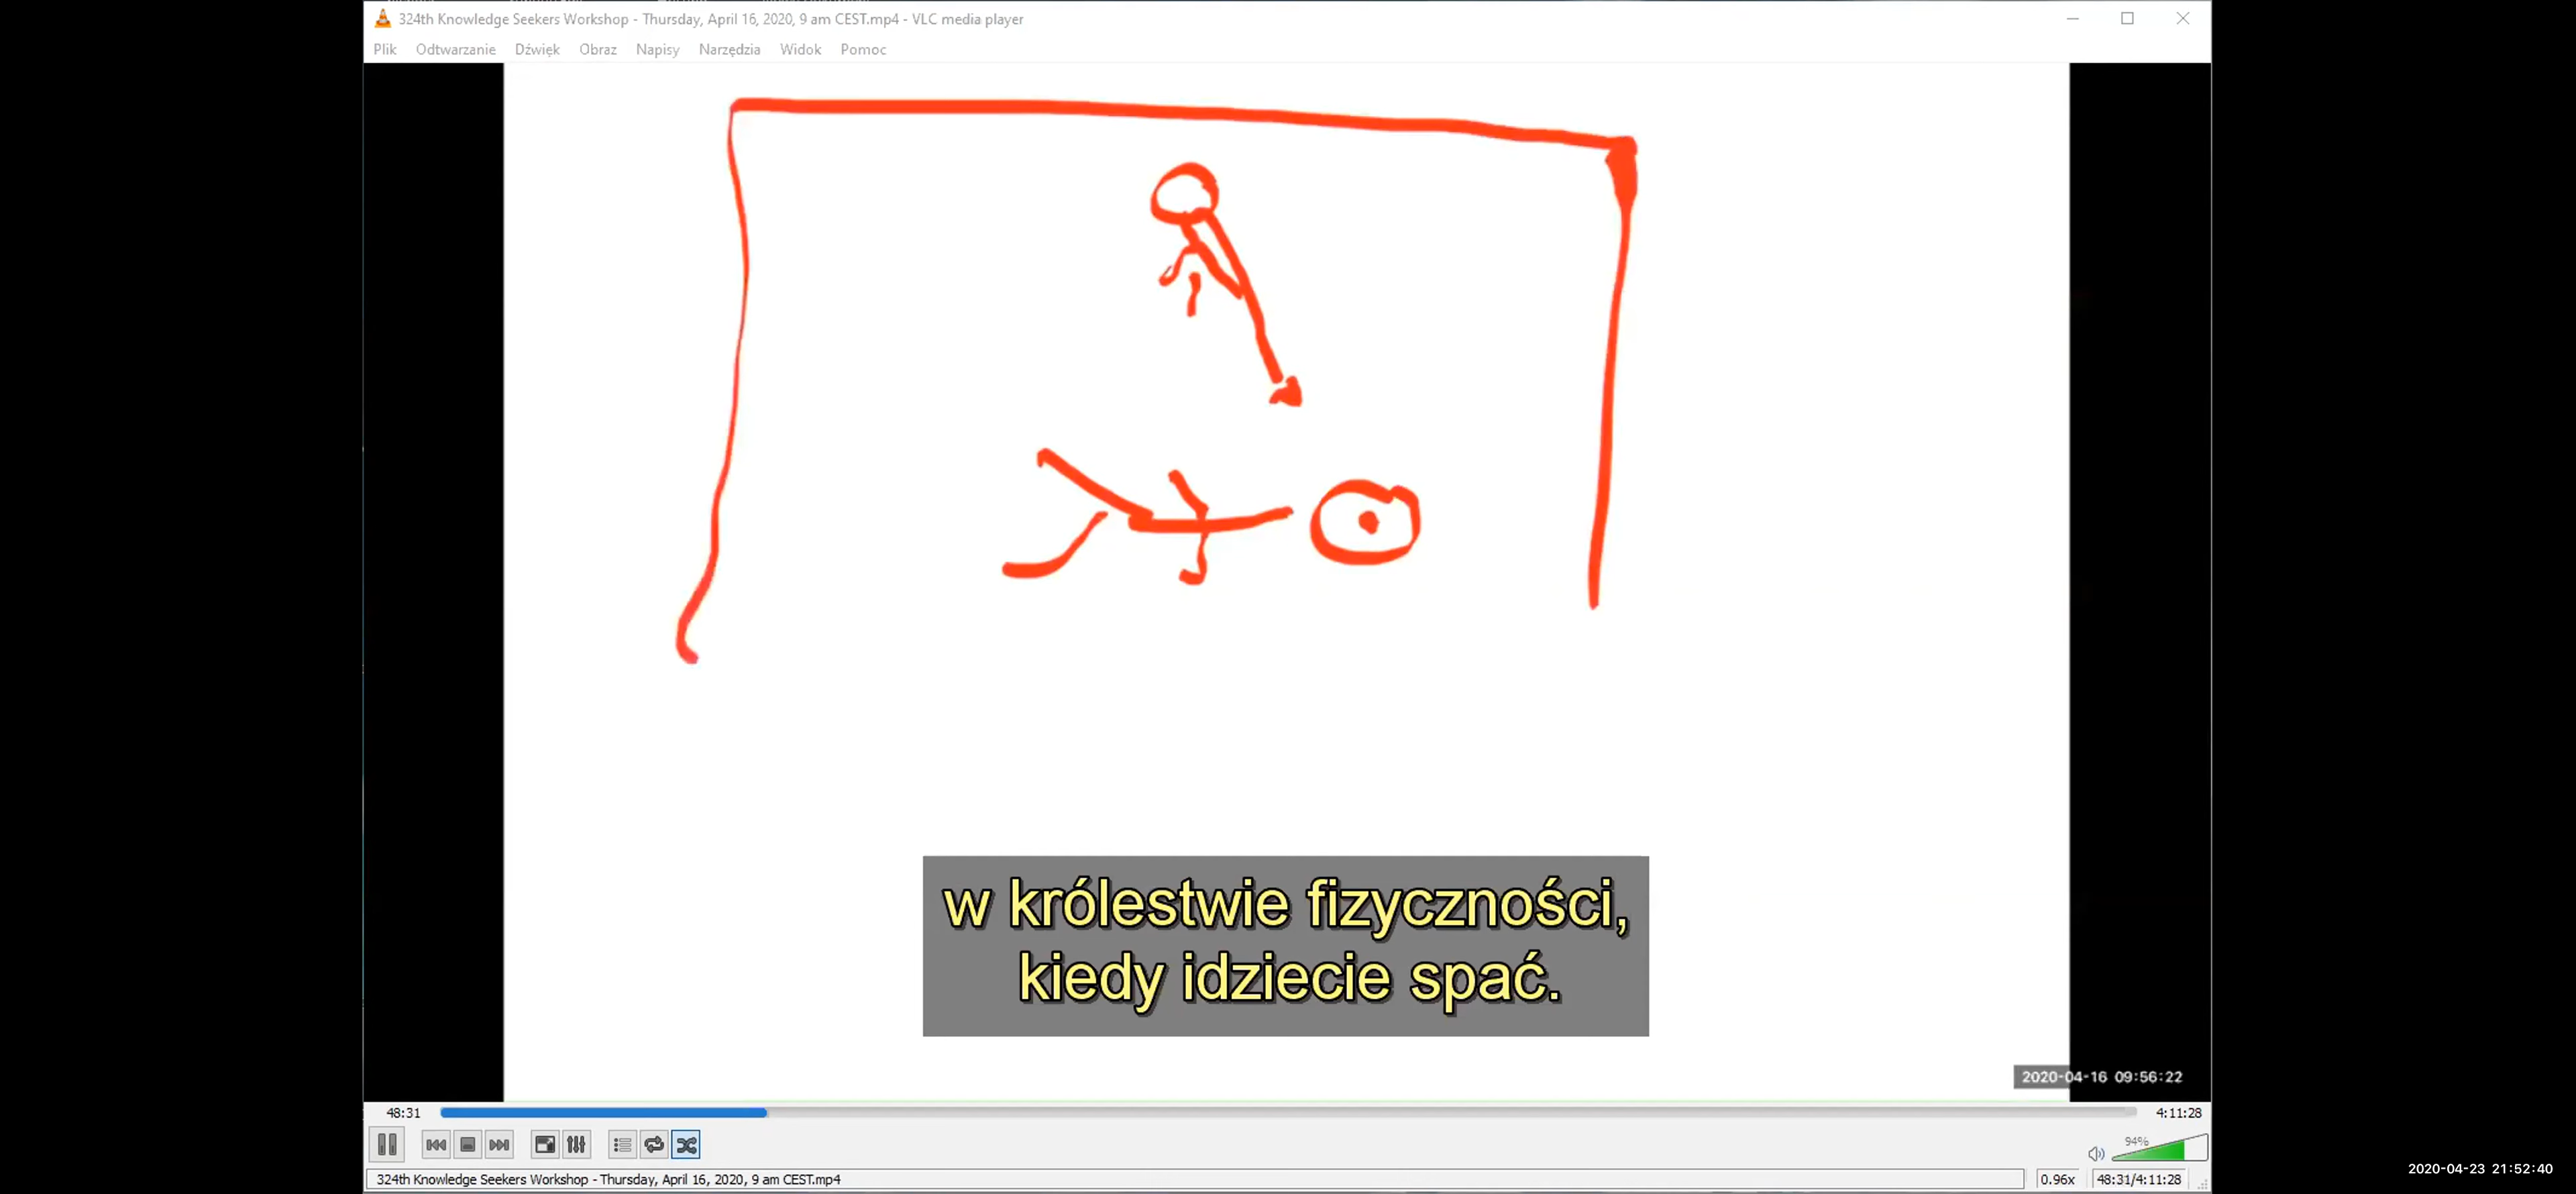 324th Knowledge Seekers Workshop - Thursday, April 16, 2020, 9 am CEST.mp4 - VLC media player
Plik Odtwarzanie Dźwięk Obraz Napisy Narzędzia Widok Pomoc
w królestwie fizyczności,
kiedy idziecie spać.
2020-04-16 09:56:22
48:31 4:11:28
94%
324th Knowledge Seekers Workshop - Thursday, April 16, 2020, 9 am CEST.mp4 0.96x 48:31/4:11:28
2020-04-23 21:52:40